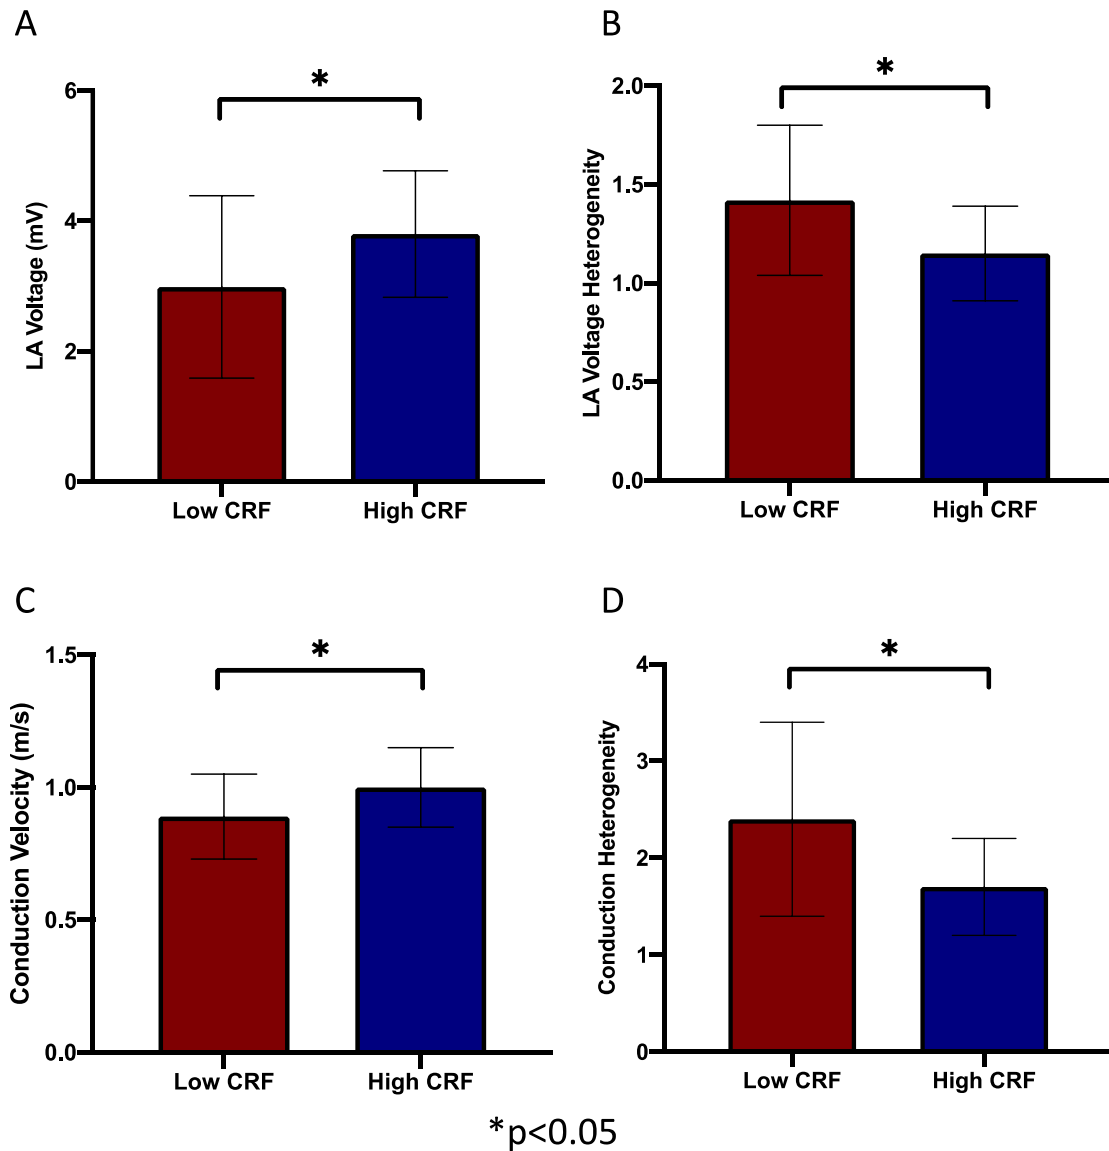 A
*
LA Voltage (mV)
6
4
2
0
Low CRF
High CRF
B
*
LA Voltage Heterogeneity
2.0
1.5
1.0
0.5
0.0
Low CRF
High CRF
C
*
Conduction Velocity (m/s)
1.5
1.0
0.5
0.0
Low CRF
High CRF
D
*
Conduction Heterogeneity
4
3
2
1
0
Low CRF
High CRF
*p<0.05